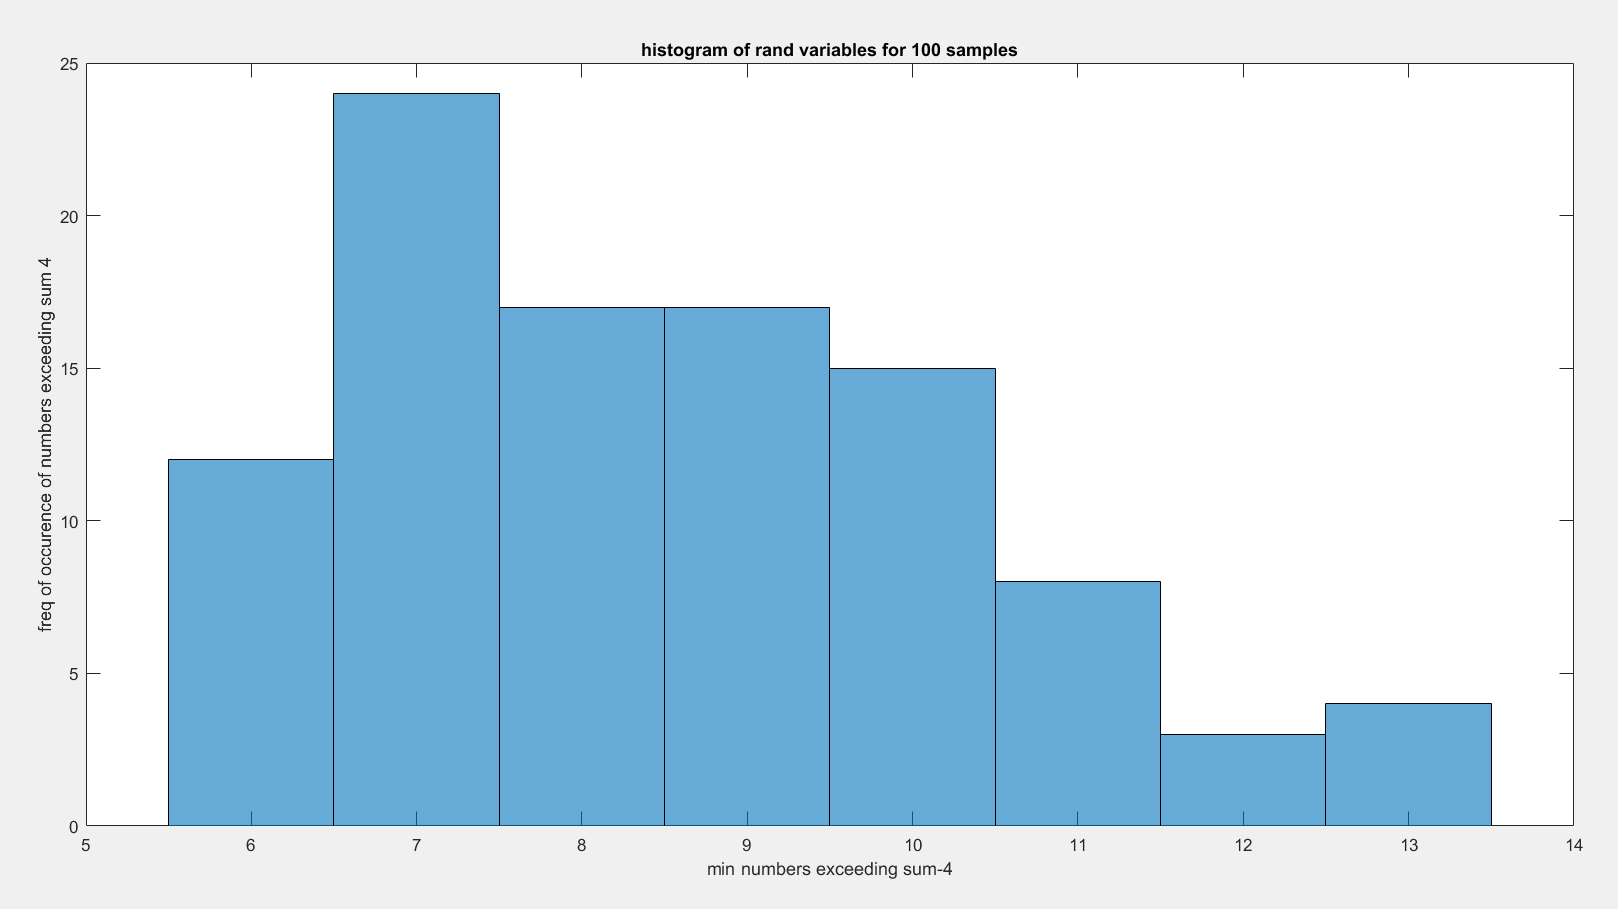 histogram of rand variables for 100 samples
25
20
15
10
5
0
freq of occurence of numbers exceeding sum 4
5 6 7 8 9 10 11 12 13 14
min numbers exceeding sum-4